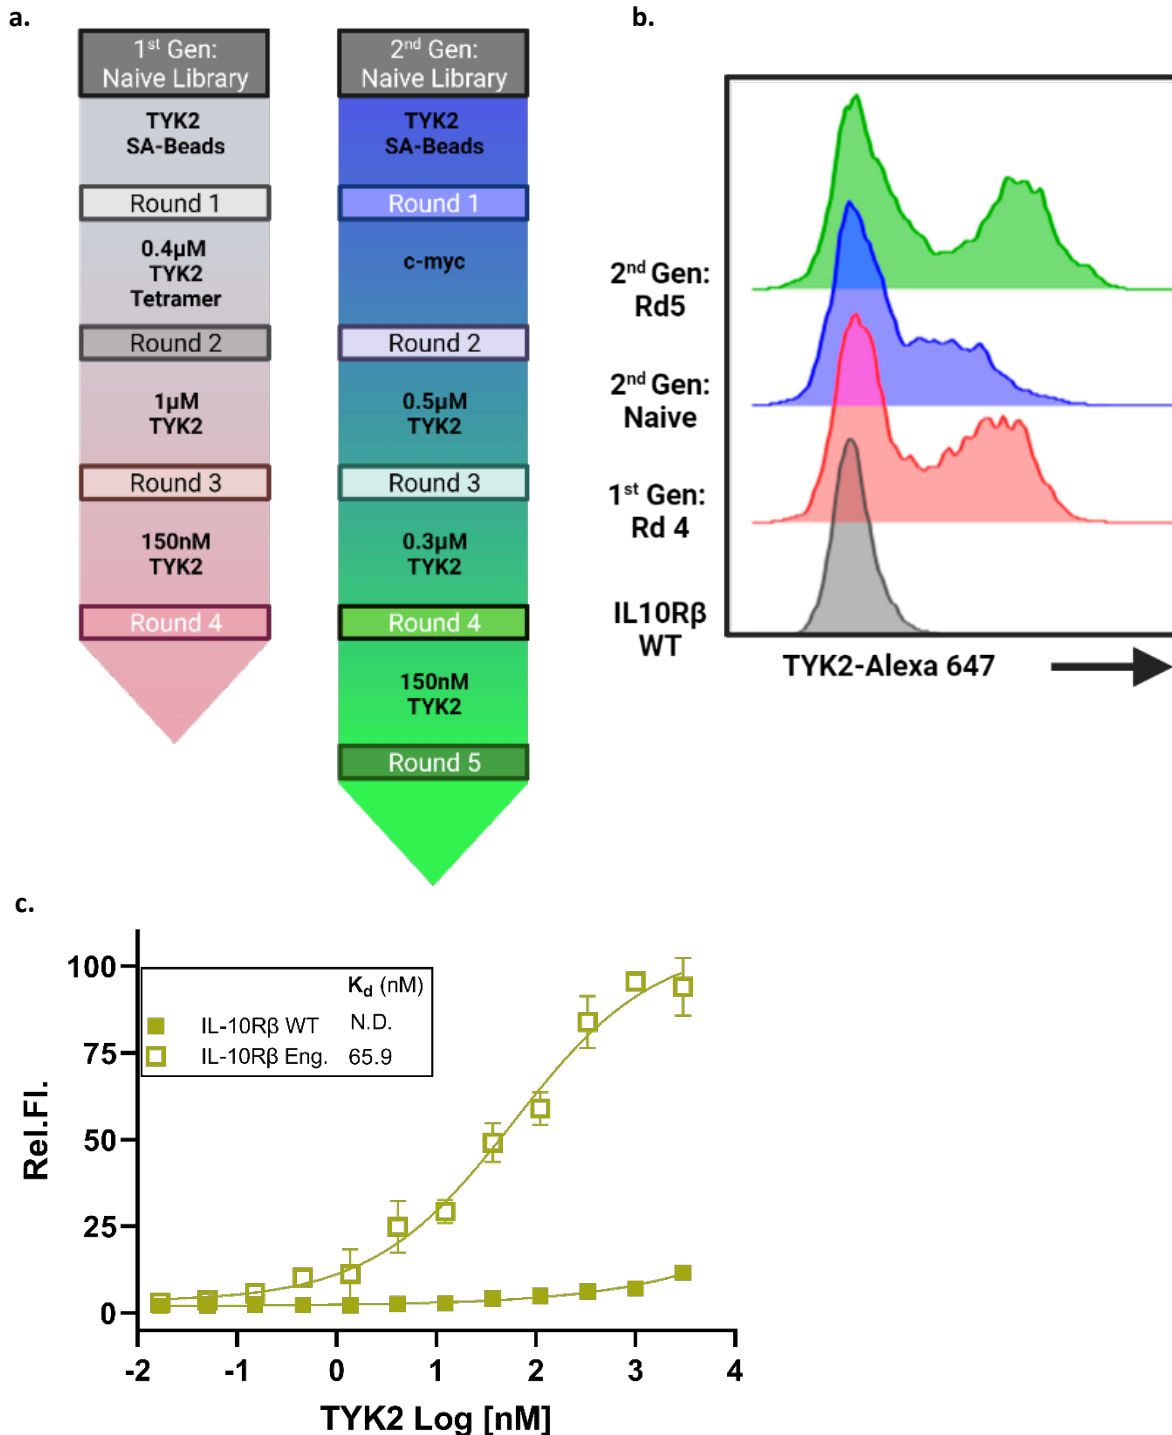 a.
1st Gen:
Naive Library
TYK2
SA-Beads
Round 1
0.4µM
TYK2
Tetramer
Round 2
1µM
TYK2
Round 3
150nM
TYK2
Round 4
2nd Gen:
Naive Library
TYK2
SA-Beads
Round 1
c-myc
Round 2
0.5µM
TYK2
Round 3
0.3µM
TYK2
Round 4
150nM
TYK2
Round 5
b.
2nd Gen:
Rd5
2nd Gen:
Naive
1st Gen:
Rd 4
IL10Rβ
WT
TYK2-Alexa 647
c.
Rel.Fl.
100
75
50
25
0
Kd (nM)
IL-10Rβ WT N.D.
IL-10Rβ Eng. 65.9
-2 -1 0 1 2 3 4
TYK2 Log [nM]